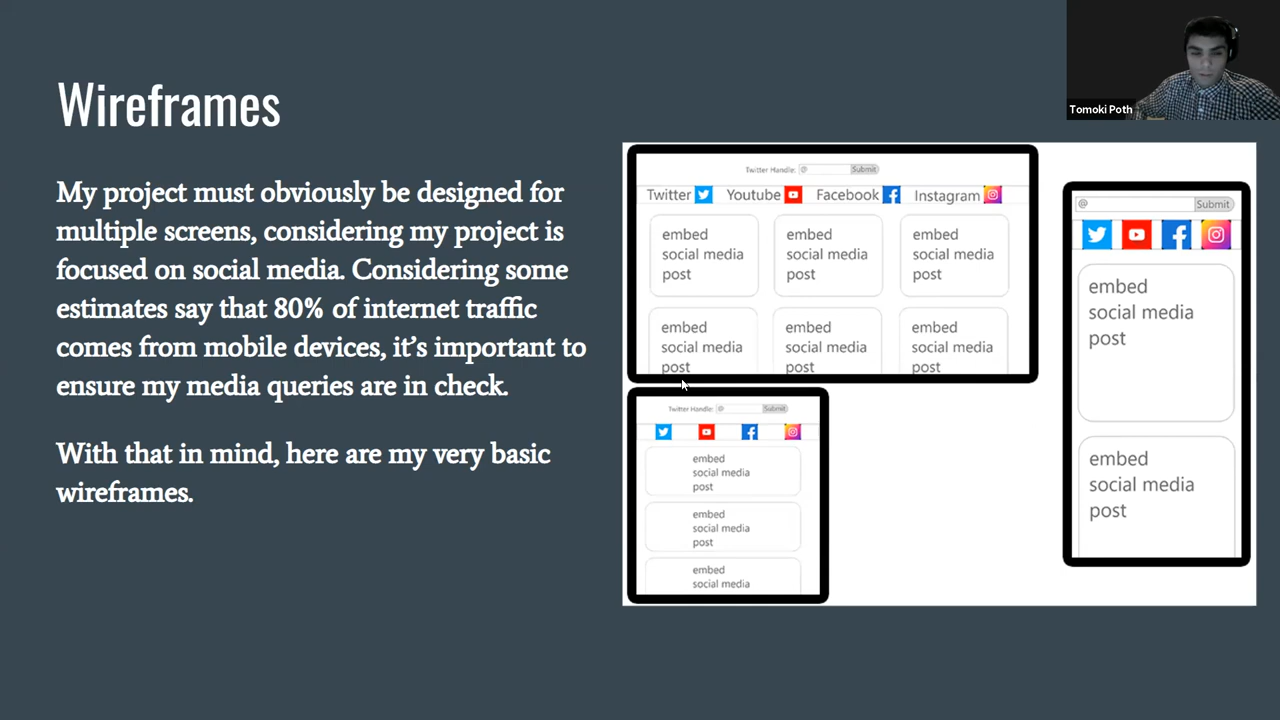 Wireframes
My project must obviously be designed for
multiple screens, considering my project is
focused on social media. Considering some
estimates say that 80% of internet traffic
comes from mobile devices, it's important to
ensure my media queries are in check.
With that in mind, here are my very basic
wireframes.
Tomoki Poth
Twitter Handle: @ Submit
Twitter Youtube Facebook Instagram
embed
social media
post
embed
social media
post
embed
social media
post
embed
social media
post
embed
social media
post
embed
social media
post
Twitter Handle: @ Submit
embed
social media
post
embed
social media
post
embed
social media
@ Submit
embed
social media
post
embed
social media
post